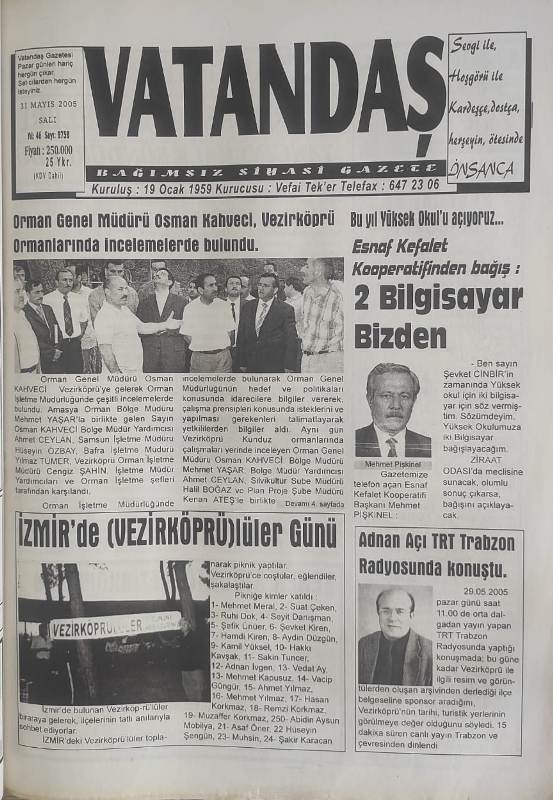 Vatandaş Gazetesi
Pazar günleri hariç
hergün çıkar.
Satıcılardan hergün
isteyiniz.
31 MAYIS 2005
SALI
Yıl: 46 Sayı: 9758
Fiyatı : 250.000
25 Ykr.
(KDV Dahil)
VATANDAŞ
BAĞIMSIZ SİYASİ GAZETE
Kuruluş : 19 Ocak 1959 Kurucusu : Vefai Tek'er Telefax : 647 23 06
Sevgi ile,
Hoşgörü ile
Kardeşçe,dostça,
herşeyin, ötesinde
İNSANCA
Orman Genel Müdürü Osman Kahveci, Vezirköprü
Ormanlarında incelemelerde bulundu.
Orman Genel Müdürü Osman
KAHVECİ Vezirköprü'ye gelerek Orman
İşletme Müdürlüğünde çeşitli incelemelerde
bulundu. Amasya Orman Bölge Müdürü
Mehmet YAŞAR'la birlikte gelen Sayın
Osman KAHVECİ Bölge Müdür Yardımcısı
Ahmet CEYLAN, Samsun İşletme Müdürü
Hüseyin ÖZBAY, Bafra İşletme Müdürü
Yılmaz TÜMER, Vezirköprü Orman İşletme
Müdürü Cengiz ŞAHİN, İşletme Müdür
Yardımcıları ve Orman İşletme şefleri
tarafından karşılandı.
Orman İşletme Müdürlüğünde
incelemelerde bulunarak Orman Genel
Müdürlüğünün hedef ve politikaları
konusunda idarecilere bilgiler vererek,
çalışma prensipleri konusunda isteklerini ve
yapılması gerekenleri talimatlayarak
yetkililerden bilgiler aldı. Aynı gün
Vezirköprü Kunduz ormanlarında
çalışmaları yerinde inceleyen Orman Genel
Müdürü Osman KAHVECİ Bölge Müdürü
Mehmet YAŞAR, Bölge Müdür Yardımcısı
Ahmet CEYLAN, Silvikültür Şube Müdürü
Halil BOĞAZ ve Plan Proje Şube Müdürü
Kenan ATEŞ'le birlikte Devamı 4. sayfada
Bu yıl Yüksek Okul'u açıyoruz...
Esnaf Kefalet
Kooperatifinden bağış :
2 Bilgisayar
Bizden
Mehmet Pişkinel
Gazetemize
telefon açan Esnaf
Kefalet Kooperatifi
Başkanı Mehmet
PİŞKİNEL :
- Ben sayın
Şevket CİNBİR'in
zamanında Yüksek
okul için iki bilgisa-
yar için söz vermiş-
tim. Sözümdeyim.
Yüksek Okulumuza
iki Bilgisayar
bağışlayacağım.
ZİRAAT
ODASI'da meclisine
sunacak, olumlu
sonuç çıkarsa,
bağışını açıklaya-
cak.
İZMİR'de (VEZİRKÖPRÜ)lüler Günü
VEZİRKÖPRÜLÜLER
İzmir'de bulunan Vezirköprü'lüler
biraraya gelerek, ilçelerinin tatlı anılarıyla
sohbet ediyorlar.
İZMİR'deki Vezirköprü'lüler topla-
narak piknik yaptılar.
Vezirköprü'ce coştular, eğlendiler,
şakalaştılar.
Pikniğe kimler katıldı :
1- Mehmet Meral, 2- Suat Çeken,
3- Ruhi Dok, 4- Seyit Danışman,
5- Şefik Ünüer, 6- Şevket Kiren,
7- Hamdi Kiren, 8- Aydın Düzgün,
9- Kamil Yüksel, 10- Hakkı
Kavşak, 11- Sakin Tuncer,
12- Adnan İvgen, 13- Vedat Ay,
13- Mehmet Kapusuz, 14- Vacip
Güngür, 15- Ahmet Yılmaz,
16- Mehmet Yılmaz, 17- Hasan
Korkmaz, 18- Remzi Korkmaz,
19- Muzaffer Korkmaz, 250- Abidin Aysun
Mobilya, 21- Asaf Öner, 22 Hüseyin
Şengün, 23- Muhsin, 24- Şakir Karacan
Adnan Açı TRT Trabzon
Radyosunda konuştu.
29.05.2005
pazar günü saat
11.00 de orta dal-
gadan yayın yapan
TRT Trabzon
Radyosunda yaptığı
konuşmada; bu güne
kadar Vezirköprü ile
ilgili resim ve görün-
tülerden oluşan arşivinden derlediği ilçe
belgeseline sponsor aradığını,
Vezirköprü'nün tarihi, turistik yerlerinin
görülmeye değer olduğunu söyledi. 15
dakika süren canlı yayın Trabzon ve
çevresinden dinlendi.